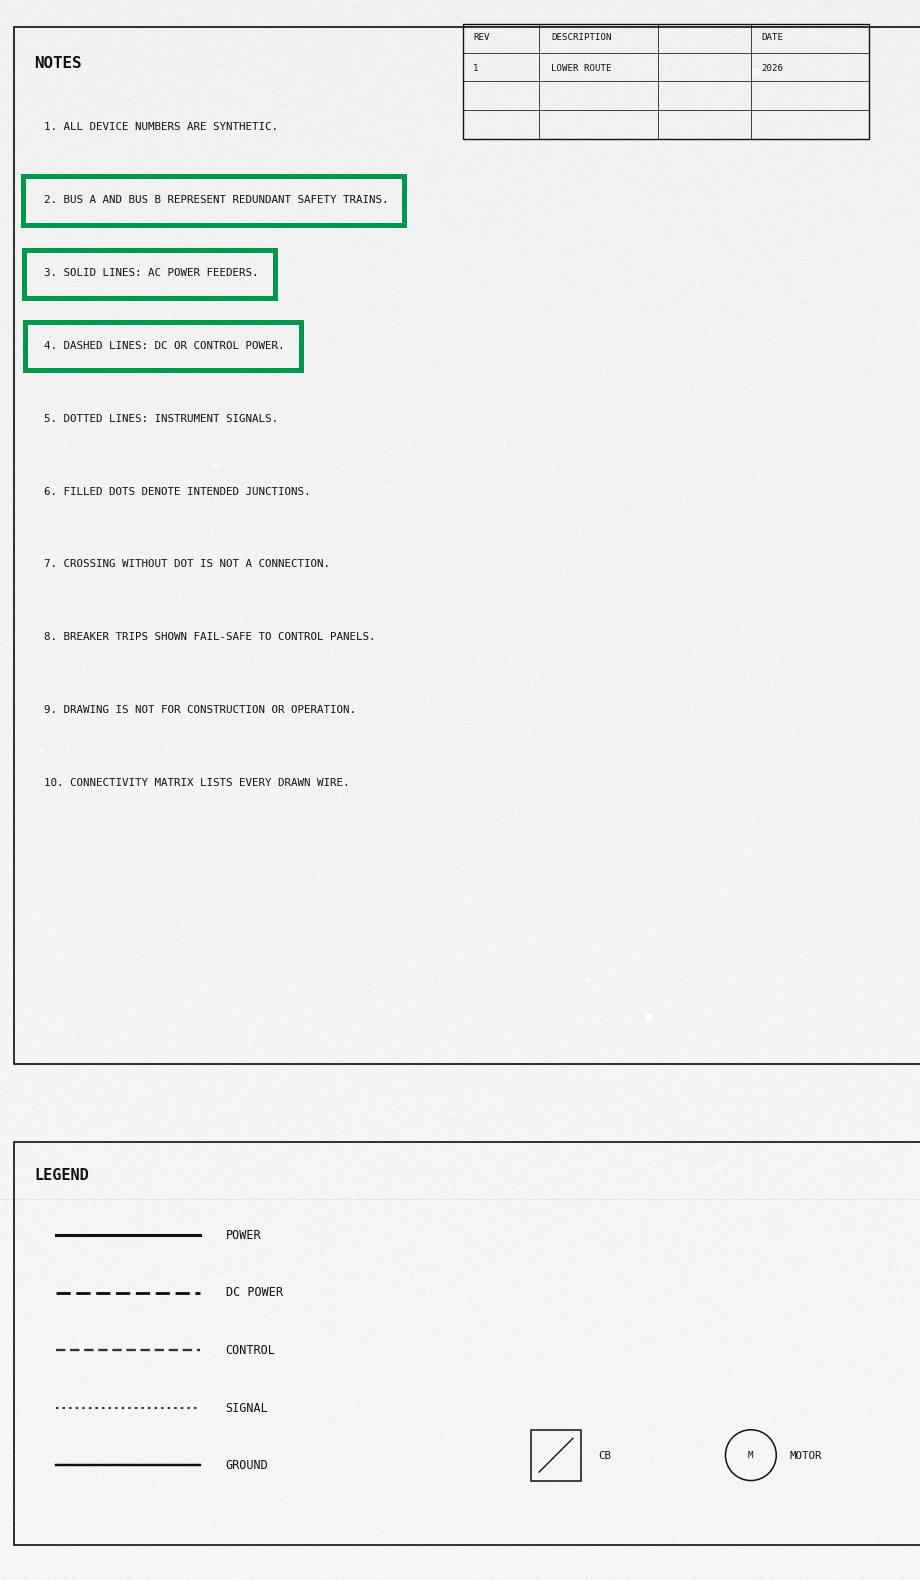 REV DESCRIPTION DATE
NOTES
1 LOWER ROUTE 2026
1. ALL DEVICE NUMBERS ARE SYNTHETIC.
2. BUS A AND BUS B REPRESENT REDUNDANT SAFETY TRAINS.
3. SOLID LINES: AC POWER FEEDERS.
4. DASHED LINES: DC OR CONTROL POWER.
5. DOTTED LINES: INSTRUMENT SIGNALS.
6. FILLED DOTS DENOTE INTENDED JUNCTIONS.
7. CROSSING WITHOUT DOT IS NOT A CONNECTION.
8. BREAKER TRIPS SHOWN FAIL-SAFE TO CONTROL PANELS.
9. DRAWING IS NOT FOR CONSTRUCTION OR OPERATION.
10. CONNECTIVITY MATRIX LISTS EVERY DRAWN WIRE.
LEGEND
POWER
DC POWER
CONTROL
SIGNAL
GROUND
CB
M MOTOR